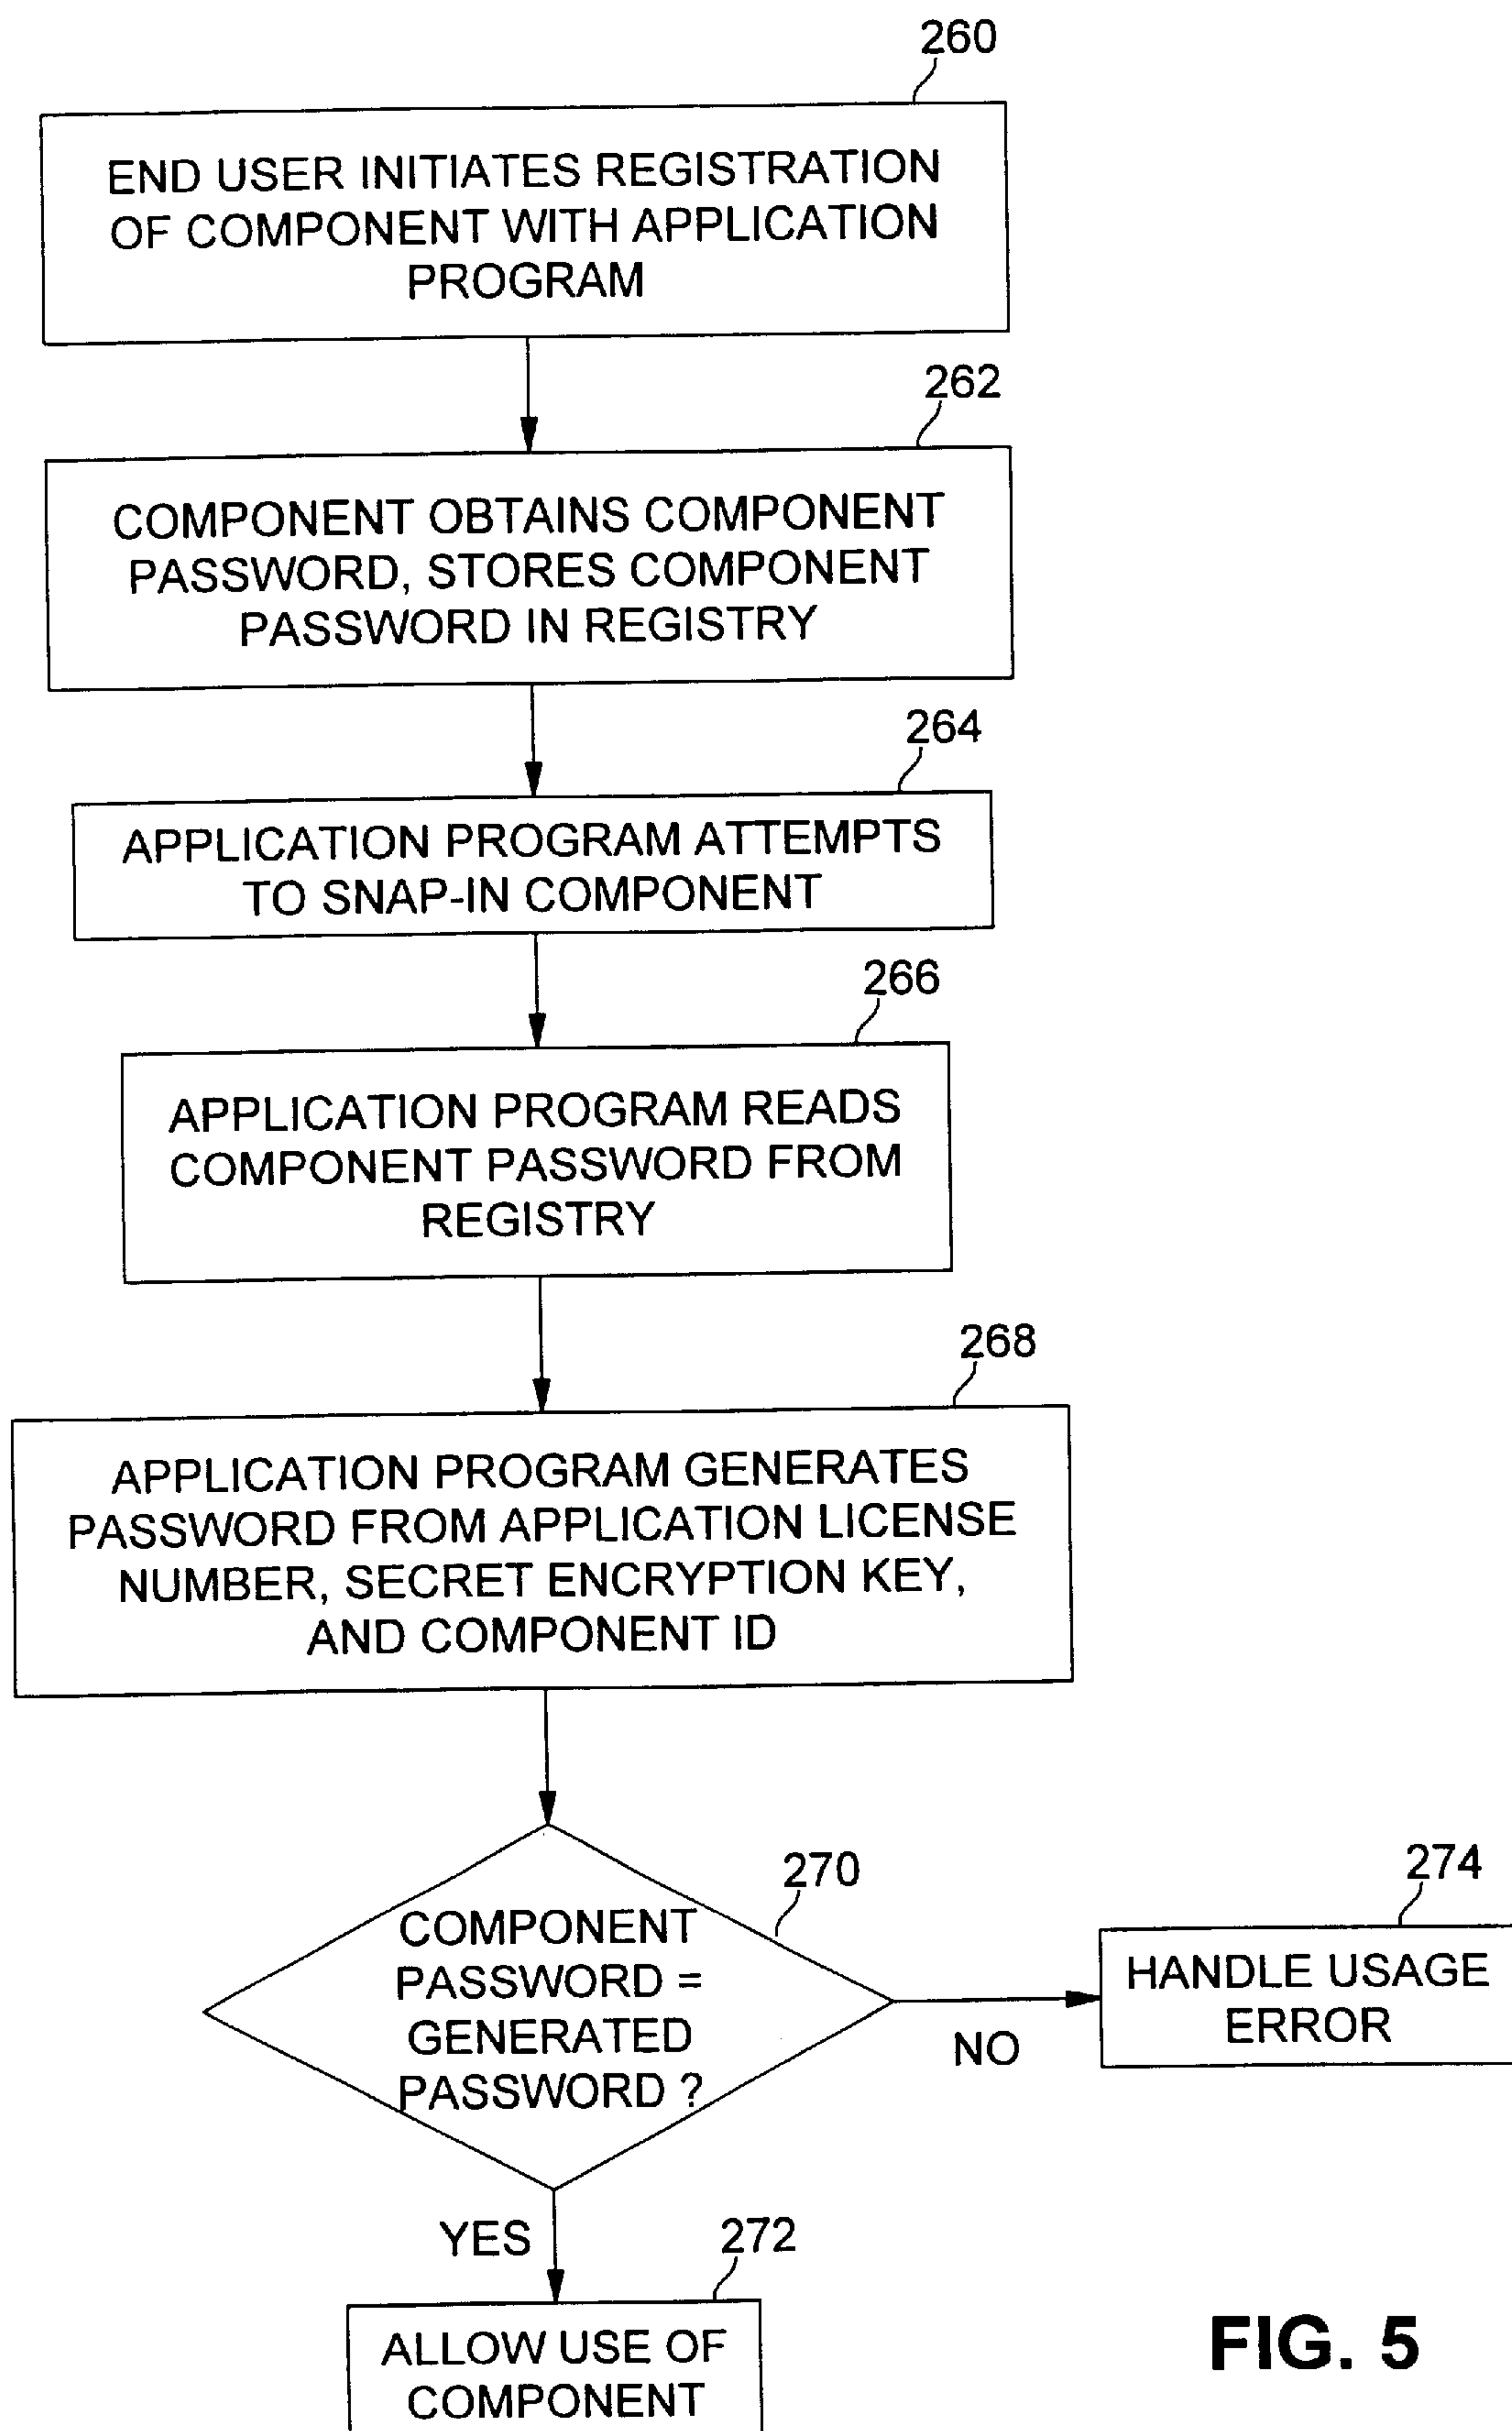 260
END USER INITIATES REGISTRATION
OF COMPONENT WITH APPLICATION
PROGRAM
262
COMPONENT OBTAINS COMPONENT
PASSWORD, STORES COMPONENT
PASSWORD IN REGISTRY
264
APPLICATION PROGRAM ATTEMPTS
TO SNAP-IN COMPONENT
266
APPLICATION PROGRAM READS
COMPONENT PASSWORD FROM
REGISTRY
268
APPLICATION PROGRAM GENERATES
PASSWORD FROM APPLICATION LICENSE
NUMBER, SECRET ENCRYPTION KEY,
AND COMPONENT ID
270
COMPONENT
PASSWORD =
GENERATED
PASSWORD ?
274
HANDLE USAGE
ERROR
NO
YES
272
ALLOW USE OF
COMPONENT
FIG. 5